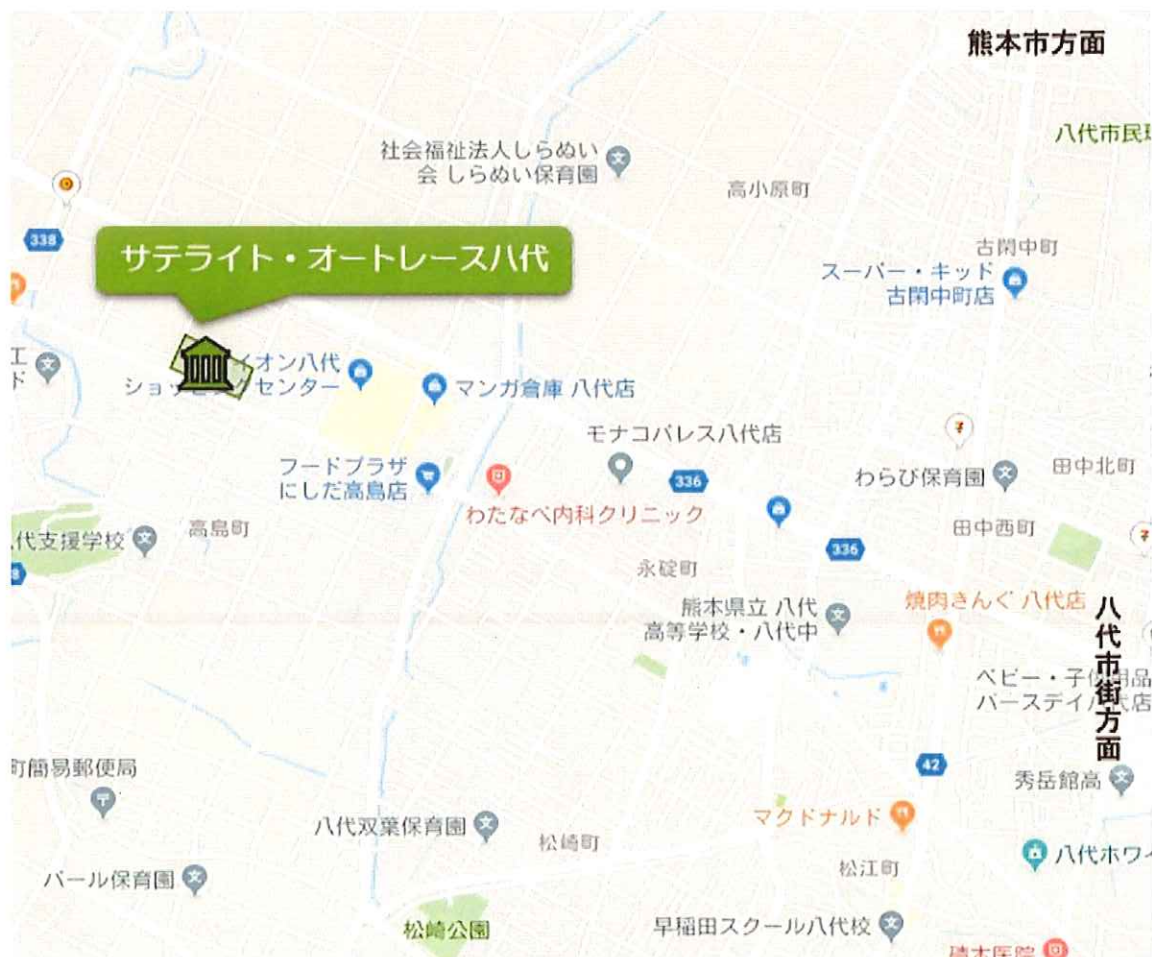 熊本市方面
八代市民
社会福祉法人しらぬい
会 しらぬい保育園
高小原町
338
サテライト・オートレース八代
古閑中町
スーパー・キッド
古閑中町店
イオン八代
ショッピングセンター
マンガ倉庫 八代店
モナコパレス八代店
フードプラザ
にしだ高島店
336
わらび保育園
田中北町
わたなべ内科クリニック
高島町
代支援学校
田中西町
336
永碇町
熊本県立 八代
高等学校・八代中
焼肉きんぐ 八代店
八代市街方面
ベビー・子供用品
バースデイ八代店
町簡易郵便局
42
秀岳館高
八代双葉保育園
松崎町
マクドナルド
八代ホワイ
松江町
パール保育園
松崎公園
早稲田スクール八代校